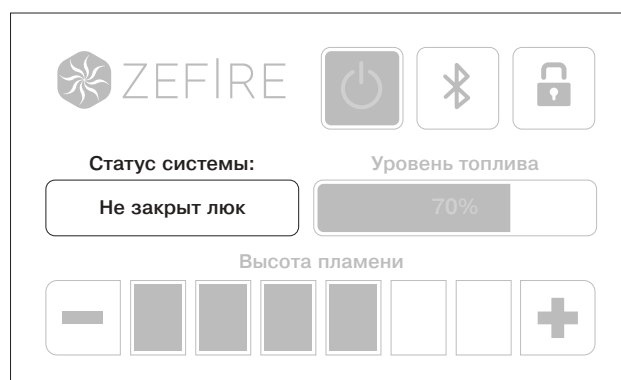 ZEFIRE
Статус системы:
Уровень топлива
Не закрыт люк
70%
Высота пламени